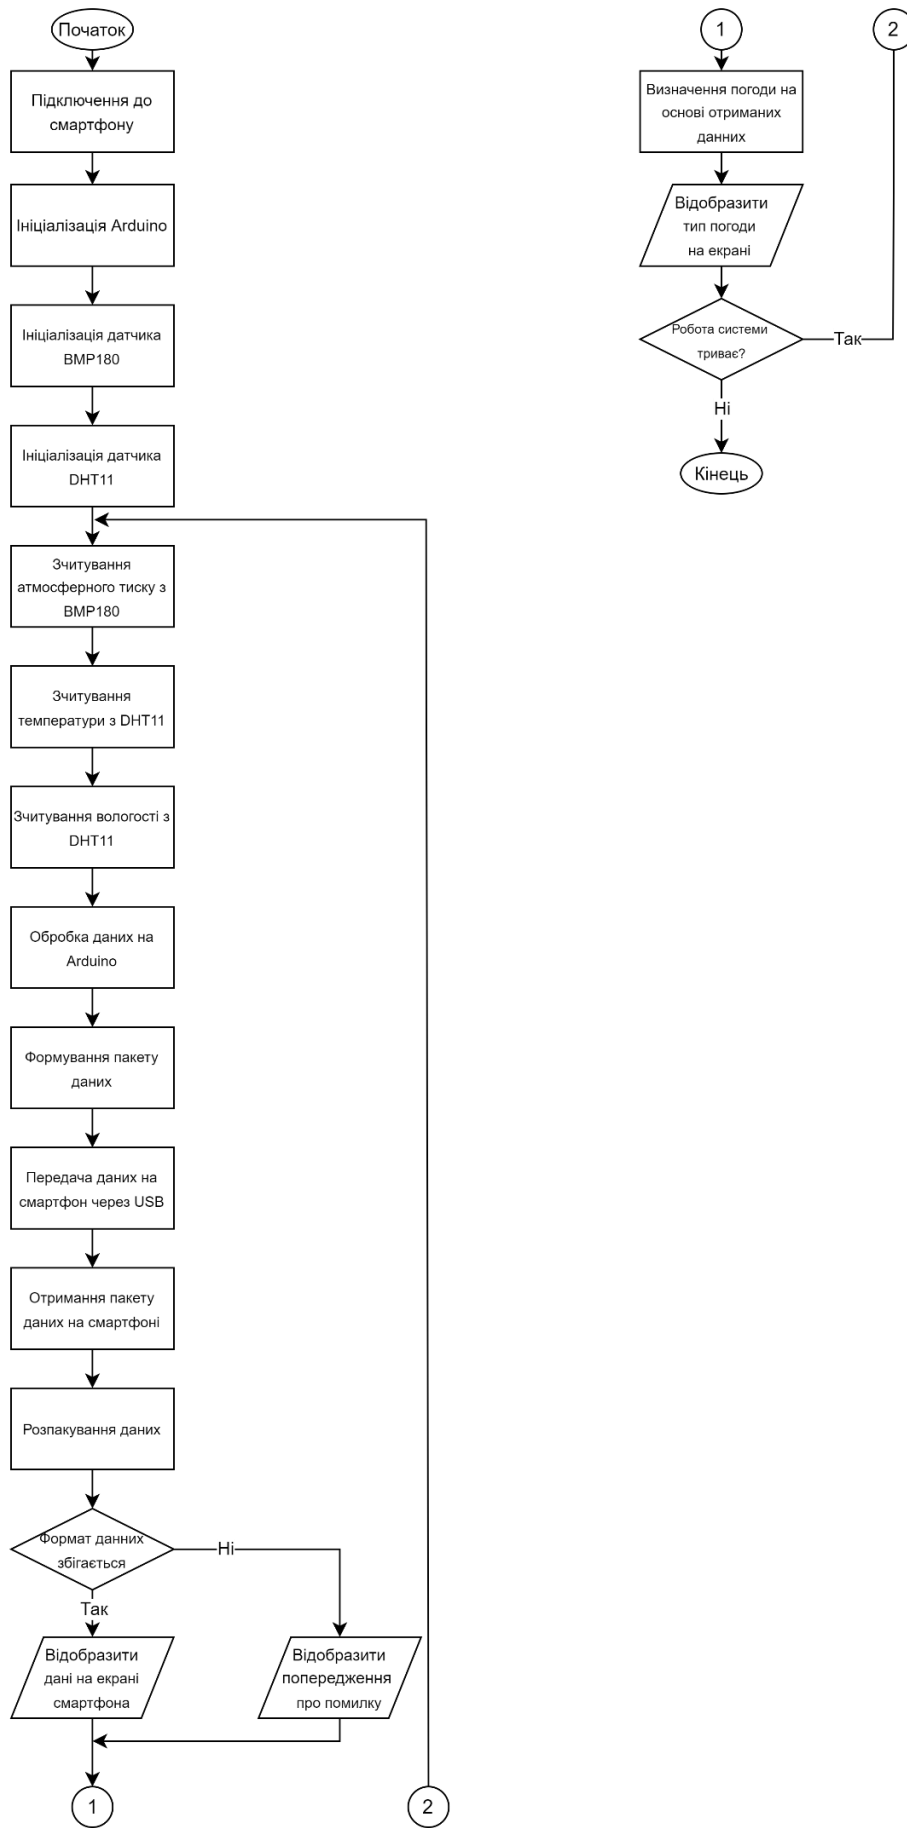 Початок
Підключення до
смартфону
Ініціалізація Arduino
Ініціалізація датчика
BMP180
Ініціалізація датчика
DHT11
Зчитування
атмосферного тиску з
BMP180
Зчитування
температури з DHT11
Зчитування вологості з
DHT11
Обробка даних на
Arduino
Формування пакету
даних
Передача даних на
смартфон через USB
Отримання пакету
даних на смартфоні
Розпакування даних
Формат данних
збігається
Ні
Так
Відобразити
дані на екрані
смартфона
Відобразити
попередження
про помилку
1
2
1
Визначення погоди на
основі отриманих
данних
Відобразити
тип погоди
на екрані
Робота системи
триває?
Так
Ні
Кінець
2